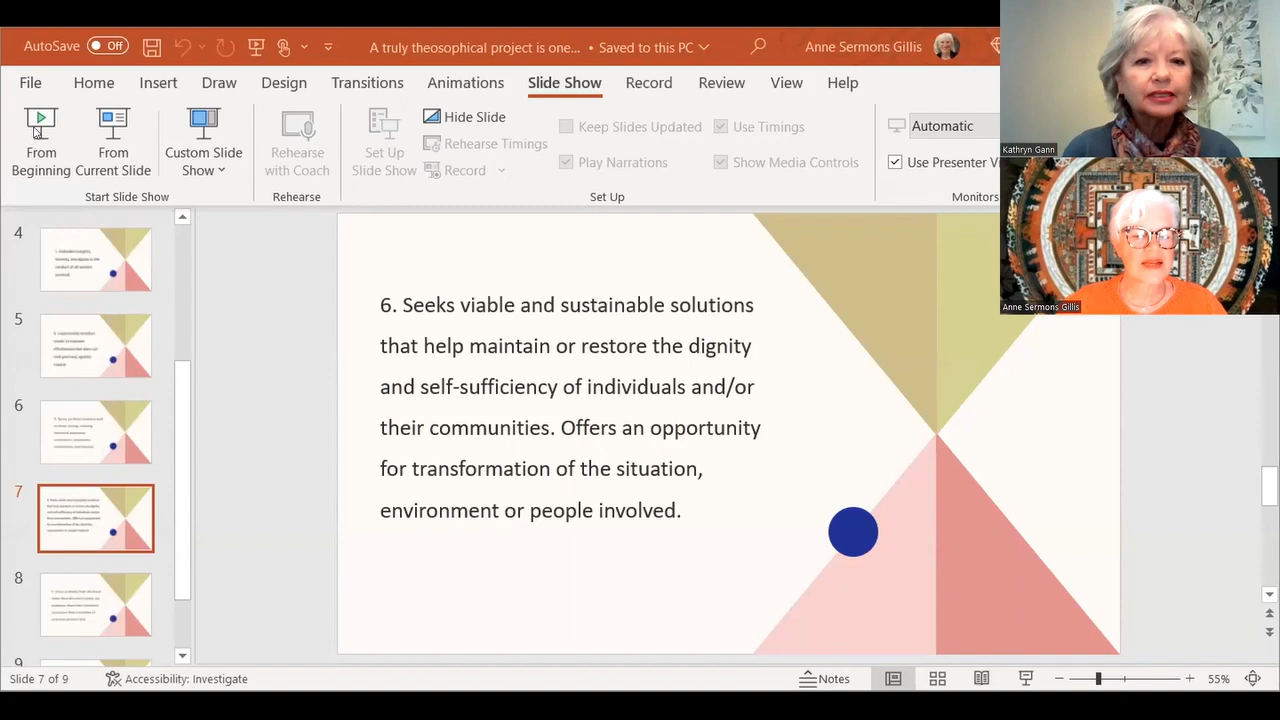 AutoSave Off A truly theosophical project is one... • Saved to this PC Anne Sermons Gillis
File Home Insert Draw Design Transitions Animations Slide Show Record Review View Help
From Beginning
From Current Slide
Custom Slide Show
Start Slide Show
Rehearse with Coach
Rehearse
Set Up Slide Show
Hide Slide
Rehearse Timings
Record
Keep Slides Updated
Play Narrations
Use Timings
Show Media Controls
Set Up
Automatic
Use Presenter Vi
Monitors
Kathryn Gann
Anne Sermons Gillis
4
5
6
7
8
9
6. Seeks viable and sustainable solutions
that help maintain or restore the dignity
and self-sufficiency of individuals and/or
their communities. Offers an opportunity
for transformation of the situation,
environment or people involved.
Slide 7 of 9 Accessibility: Investigate Notes 55%